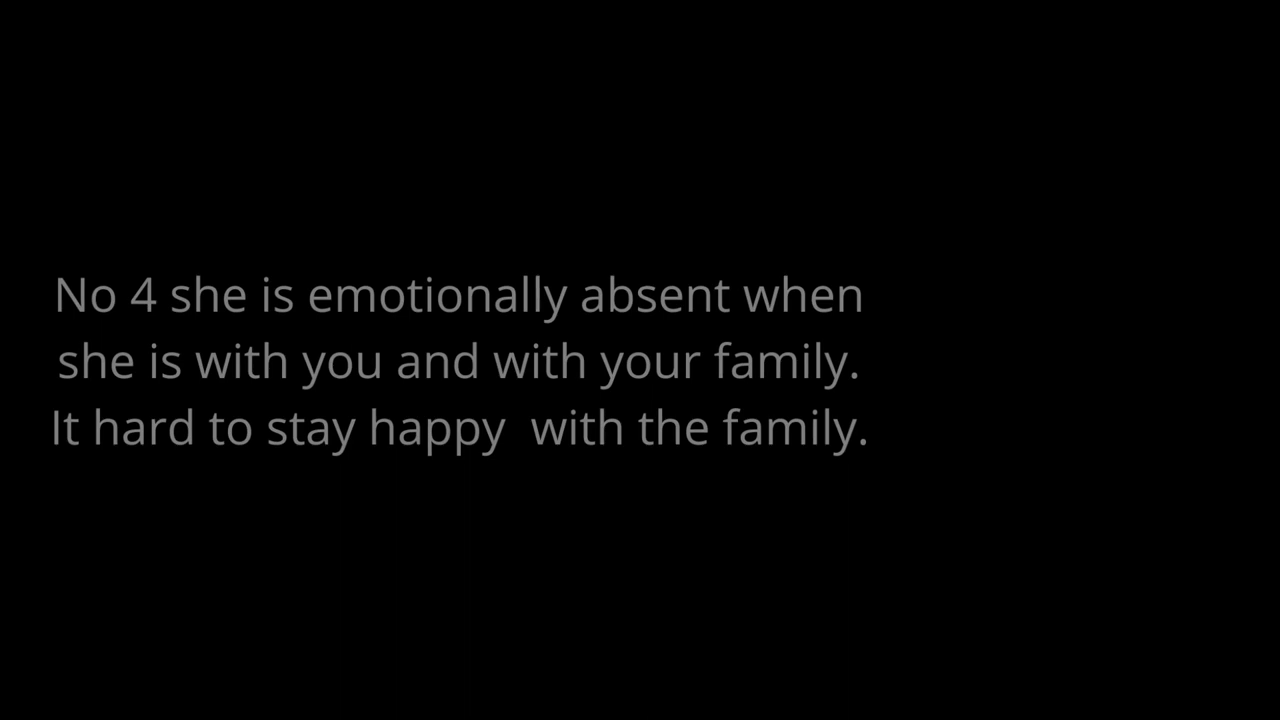 No 4 she is emotionally absent when
she is with you and with your family.
It hard to stay happy  with the family.